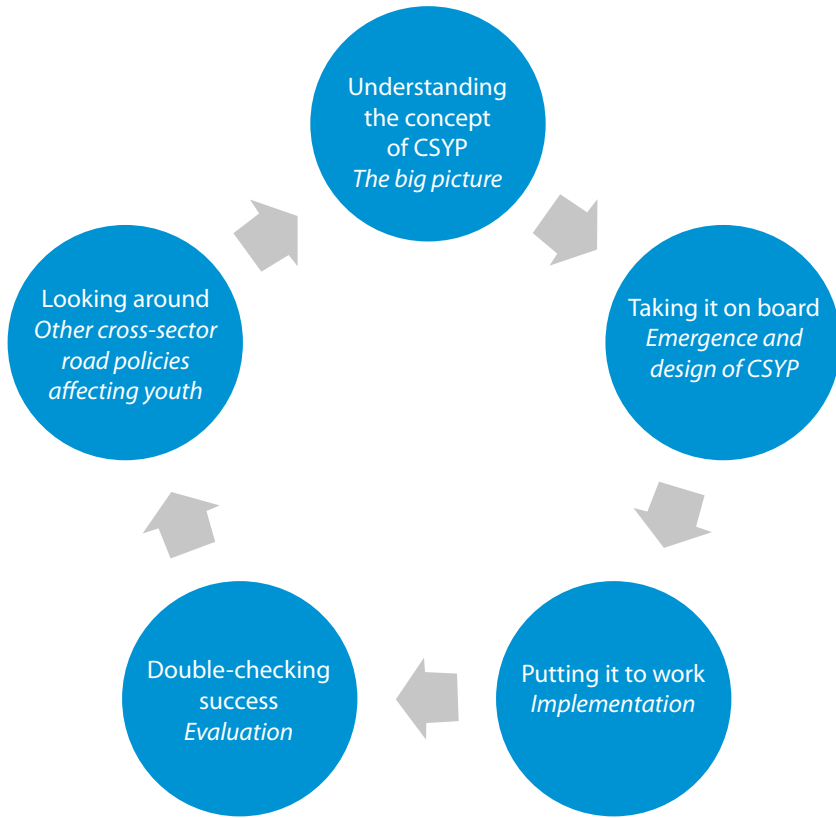 Understanding
the concept
of CSYP
The big picture
Taking it on board
Emergence and
design of CSYP
Putting it to work
Implementation
Double-checking
success
Evaluation
Looking around
Other cross-sector
road policies
affecting youth